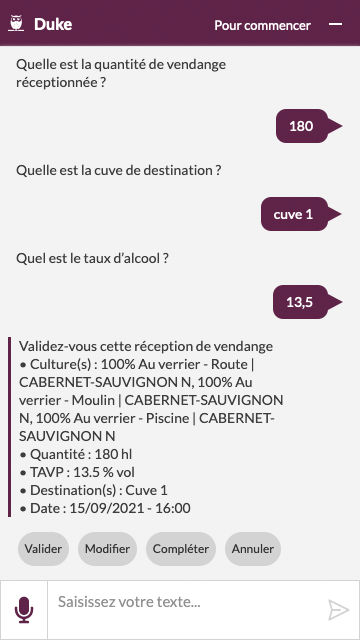 Duke
Pour commencer
Quelle est la quantité de vendange
réceptionnée ?
180
Quelle est la cuve de destination ?
cuve 1
Quel est le taux d’alcool ?
13,5
Validez-vous cette réception de vendange
• Culture(s) : 100% Au verrier - Route |
CABERNET-SAUVIGNON N, 100% Au
verrier - Moulin | CABERNET-SAUVIGNON
N, 100% Au verrier - Piscine | CABERNET-
SAUVIGNON N
• Quantité : 180 hl
• TAVP : 13.5 % vol
• Destination(s) : Cuve 1
• Date : 15/09/2021 - 16:00
Valider
Modifier
Compléter
Annuler
Saisissez votre texte...